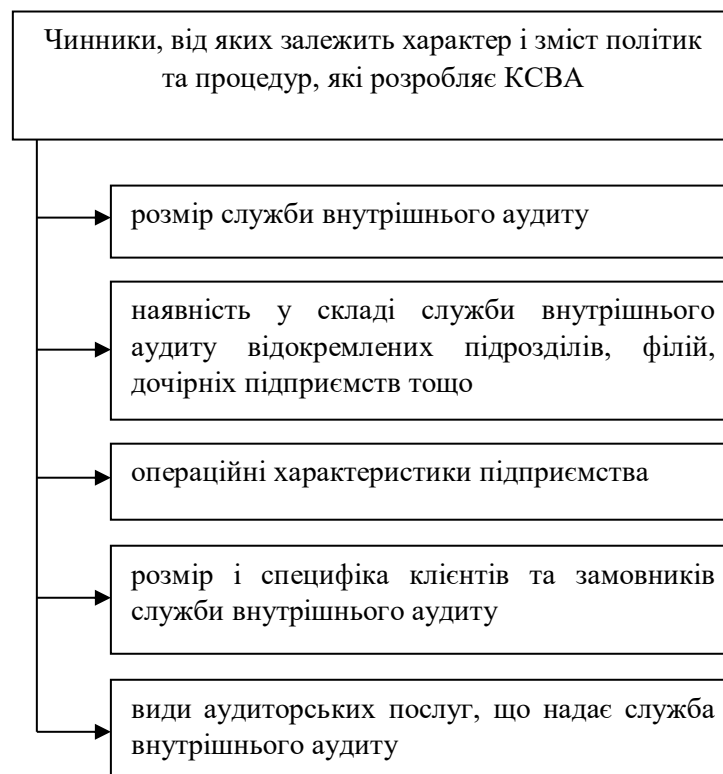 Чинники, від яких залежить характер і зміст політик
та процедур, які розробляє КСВА
розмір служби внутрішнього аудиту
наявність у складі служби внутрішнього
аудиту відокремлених підрозділів, філій,
дочірніх підприємств тощо
операційні характеристики підприємства
розмір і специфіка клієнтів та замовників
служби внутрішнього аудиту
види аудиторських послуг, що надає служба
внутрішнього аудиту